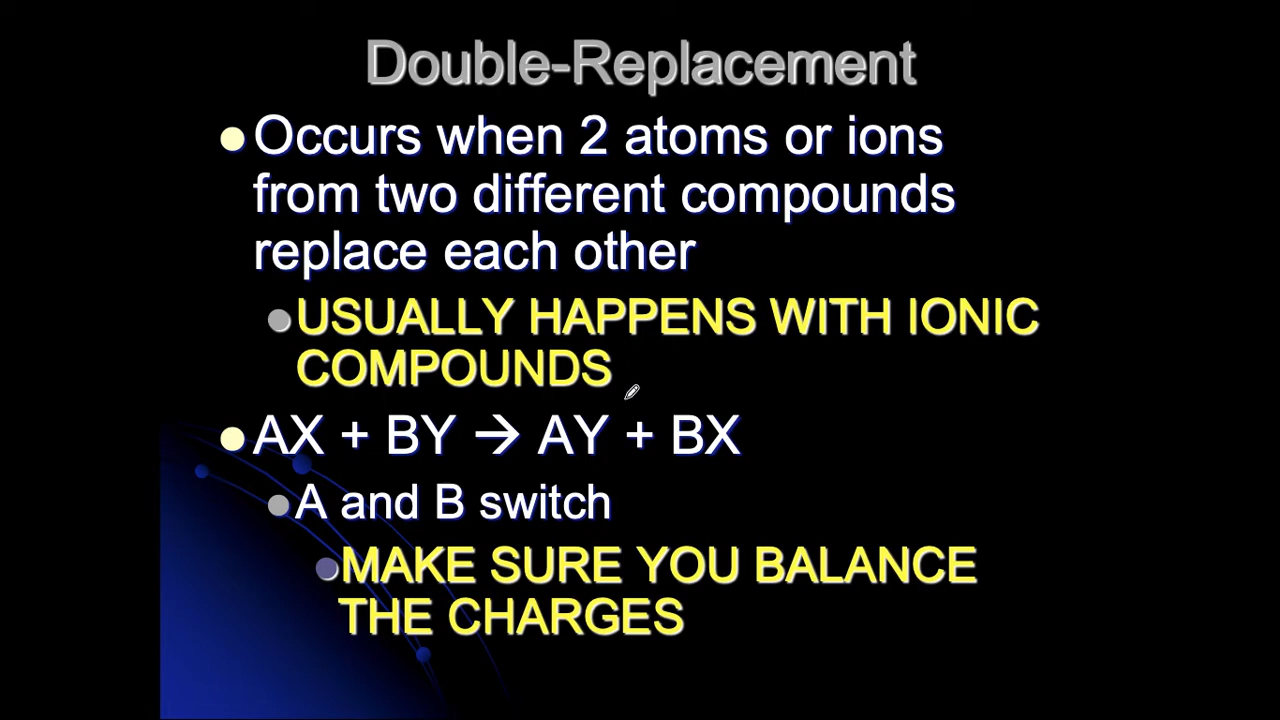 Double-Replacement
Occurs when 2 atoms or ions
from two different compounds
replace each other
USUALLY HAPPENS WITH IONIC
COMPOUNDS
AX + BY → AY + BX
A and B switch
MAKE SURE YOU BALANCE
THE CHARGES